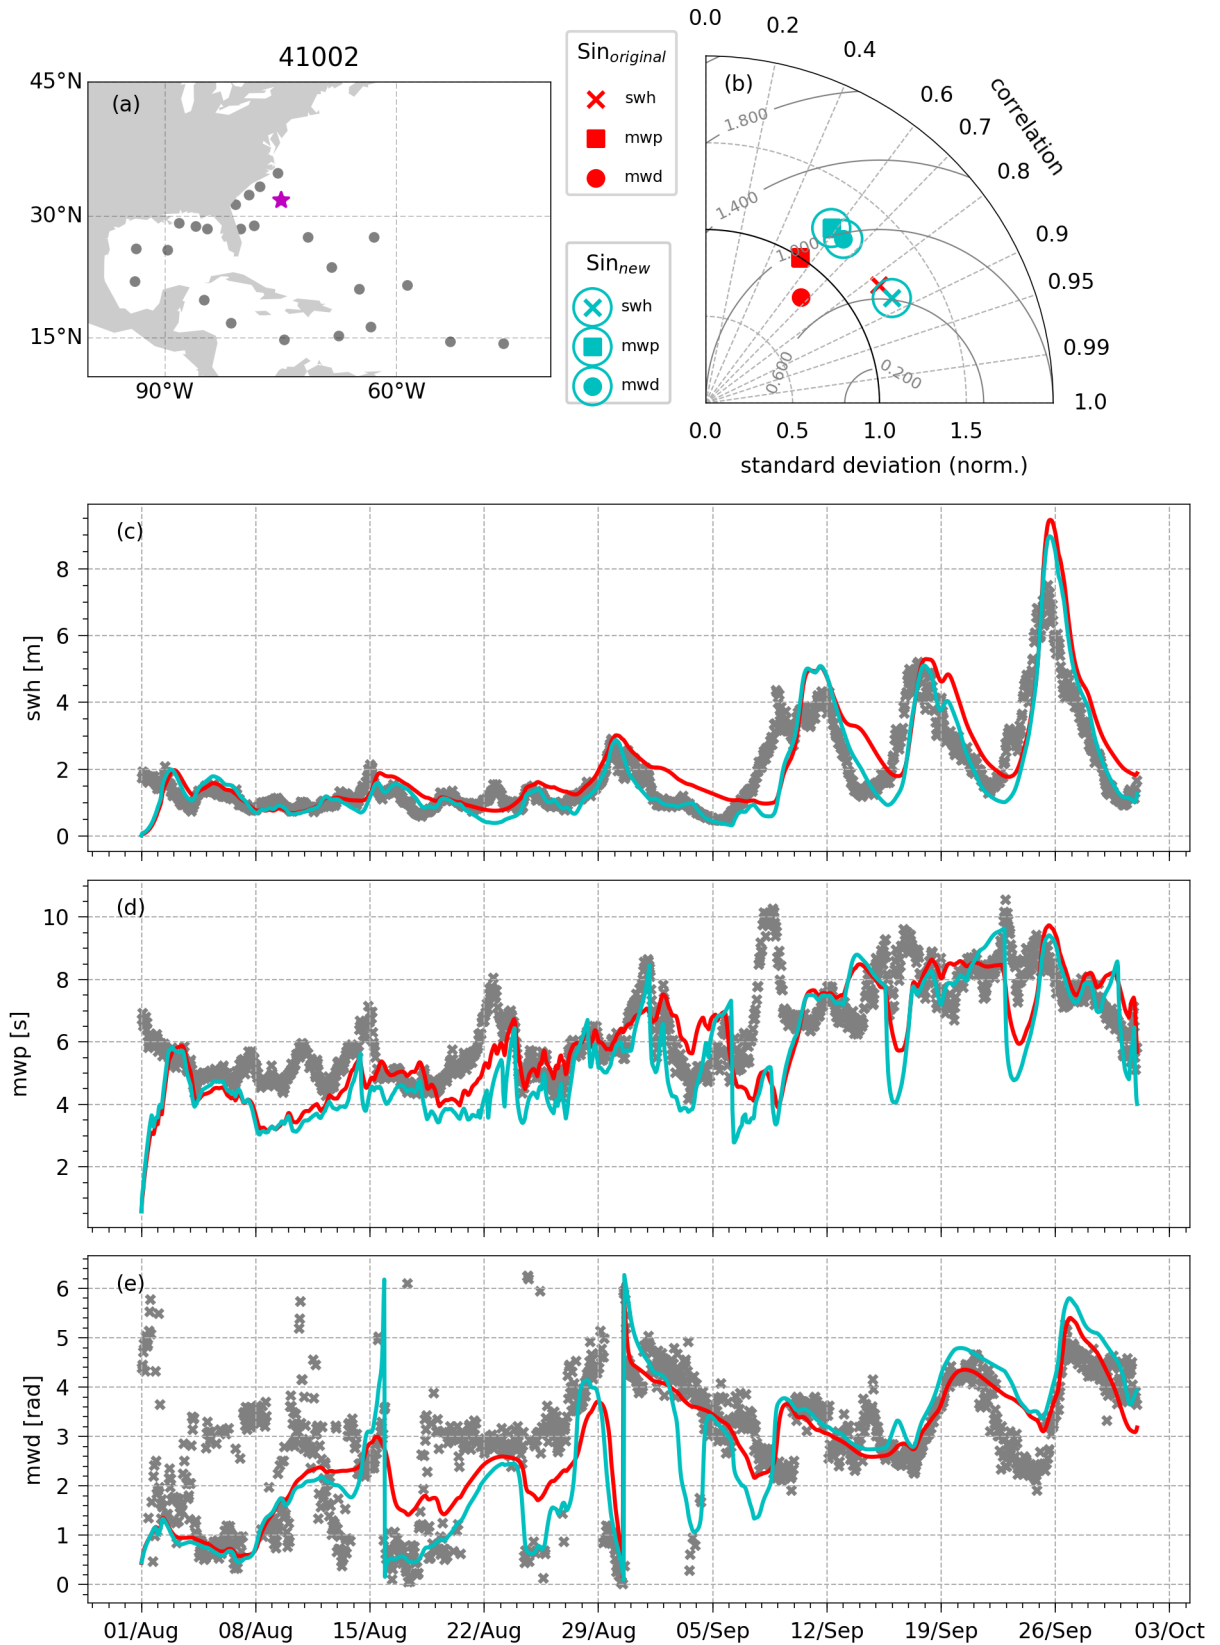 41002
45°N
30°N
15°N
90°W
60°W
(a)
Sin_original
swh
mwp
mwd
Sin_new
swh
mwp
mwd
(b)
0.0
0.2
0.4
0.6
0.7
0.8
0.9
0.95
0.99
1.0
correlation
1.800
1.400
1.000
0.600
0.200
0.0
0.5
1.0
1.5
standard deviation (norm.)
(c)
swh [m]
8
6
4
2
0
(d)
mwp [s]
10
8
6
4
2
(e)
mwd [rad]
6
5
4
3
2
1
0
01/Aug
08/Aug
15/Aug
22/Aug
29/Aug
05/Sep
12/Sep
19/Sep
26/Sep
03/Oct